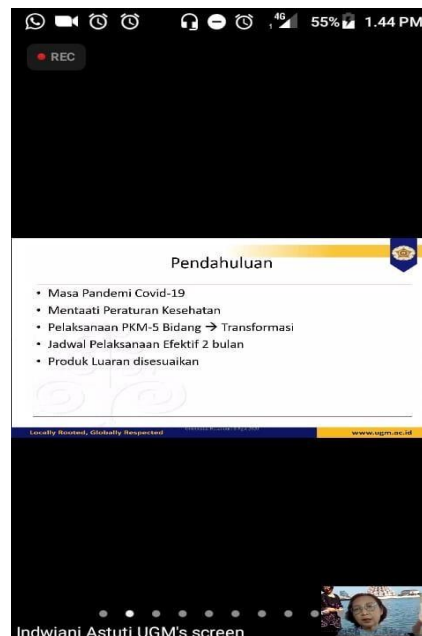 4G
55% 1.44 PM
REC
Pendahuluan
• Masa Pandemi Covid-19
• Mentaati Peraturan Kesehatan
• Pelaksanaan PKM-5 Bidang → Transformasi
• Jadwal Pelaksanaan Efektif 2 bulan
• Produk Luaran disesuaikan
Locally Rooted, Globally Respected
www.ugm.ac.id
Indwiani Astuti UGM's screen